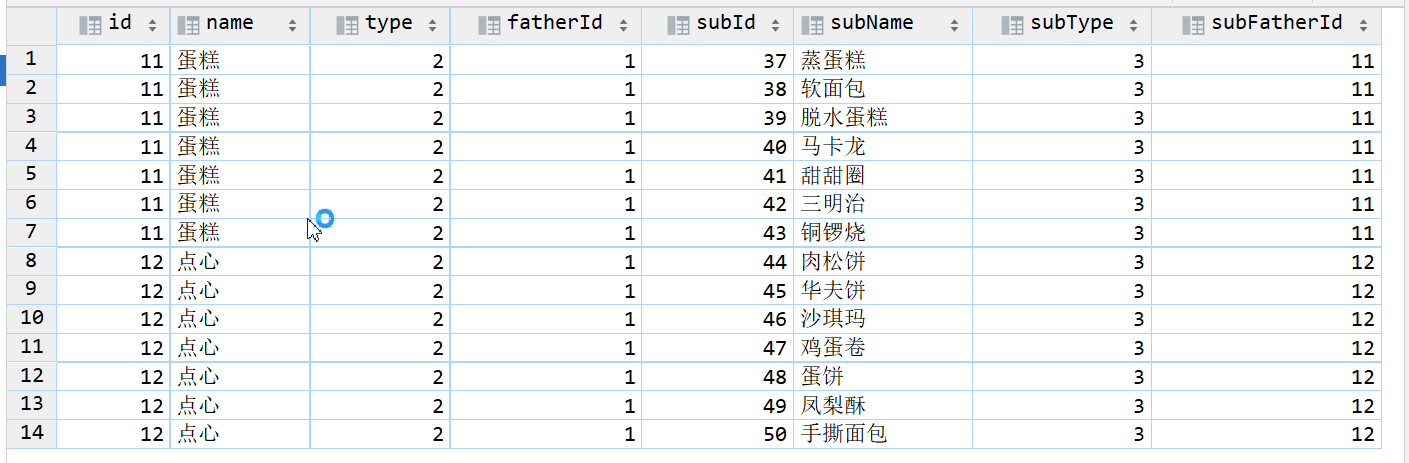 id name type fatherId subId subName subType subFatherId
1 11 蛋糕 2 1 37 蒸蛋糕 3 11
2 11 蛋糕 2 1 38 软面包 3 11
3 11 蛋糕 2 1 39 脱水蛋糕 3 11
4 11 蛋糕 2 1 40 马卡龙 3 11
5 11 蛋糕 2 1 41 甜甜圈 3 11
6 11 蛋糕 2 1 42 三明治 3 11
7 11 蛋糕 2 1 43 铜锣烧 3 11
8 12 点心 2 1 44 肉松饼 3 12
9 12 点心 2 1 45 华夫饼 3 12
10 12 点心 2 1 46 沙琪玛 3 12
11 12 点心 2 1 47 鸡蛋卷 3 12
12 12 点心 2 1 48 蛋饼 3 12
13 12 点心 2 1 49 凤梨酥 3 12
14 12 点心 2 1 50 手撕面包 3 12